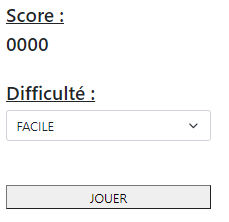 Score :
0000
Difficulté :
FACILE
JOUER